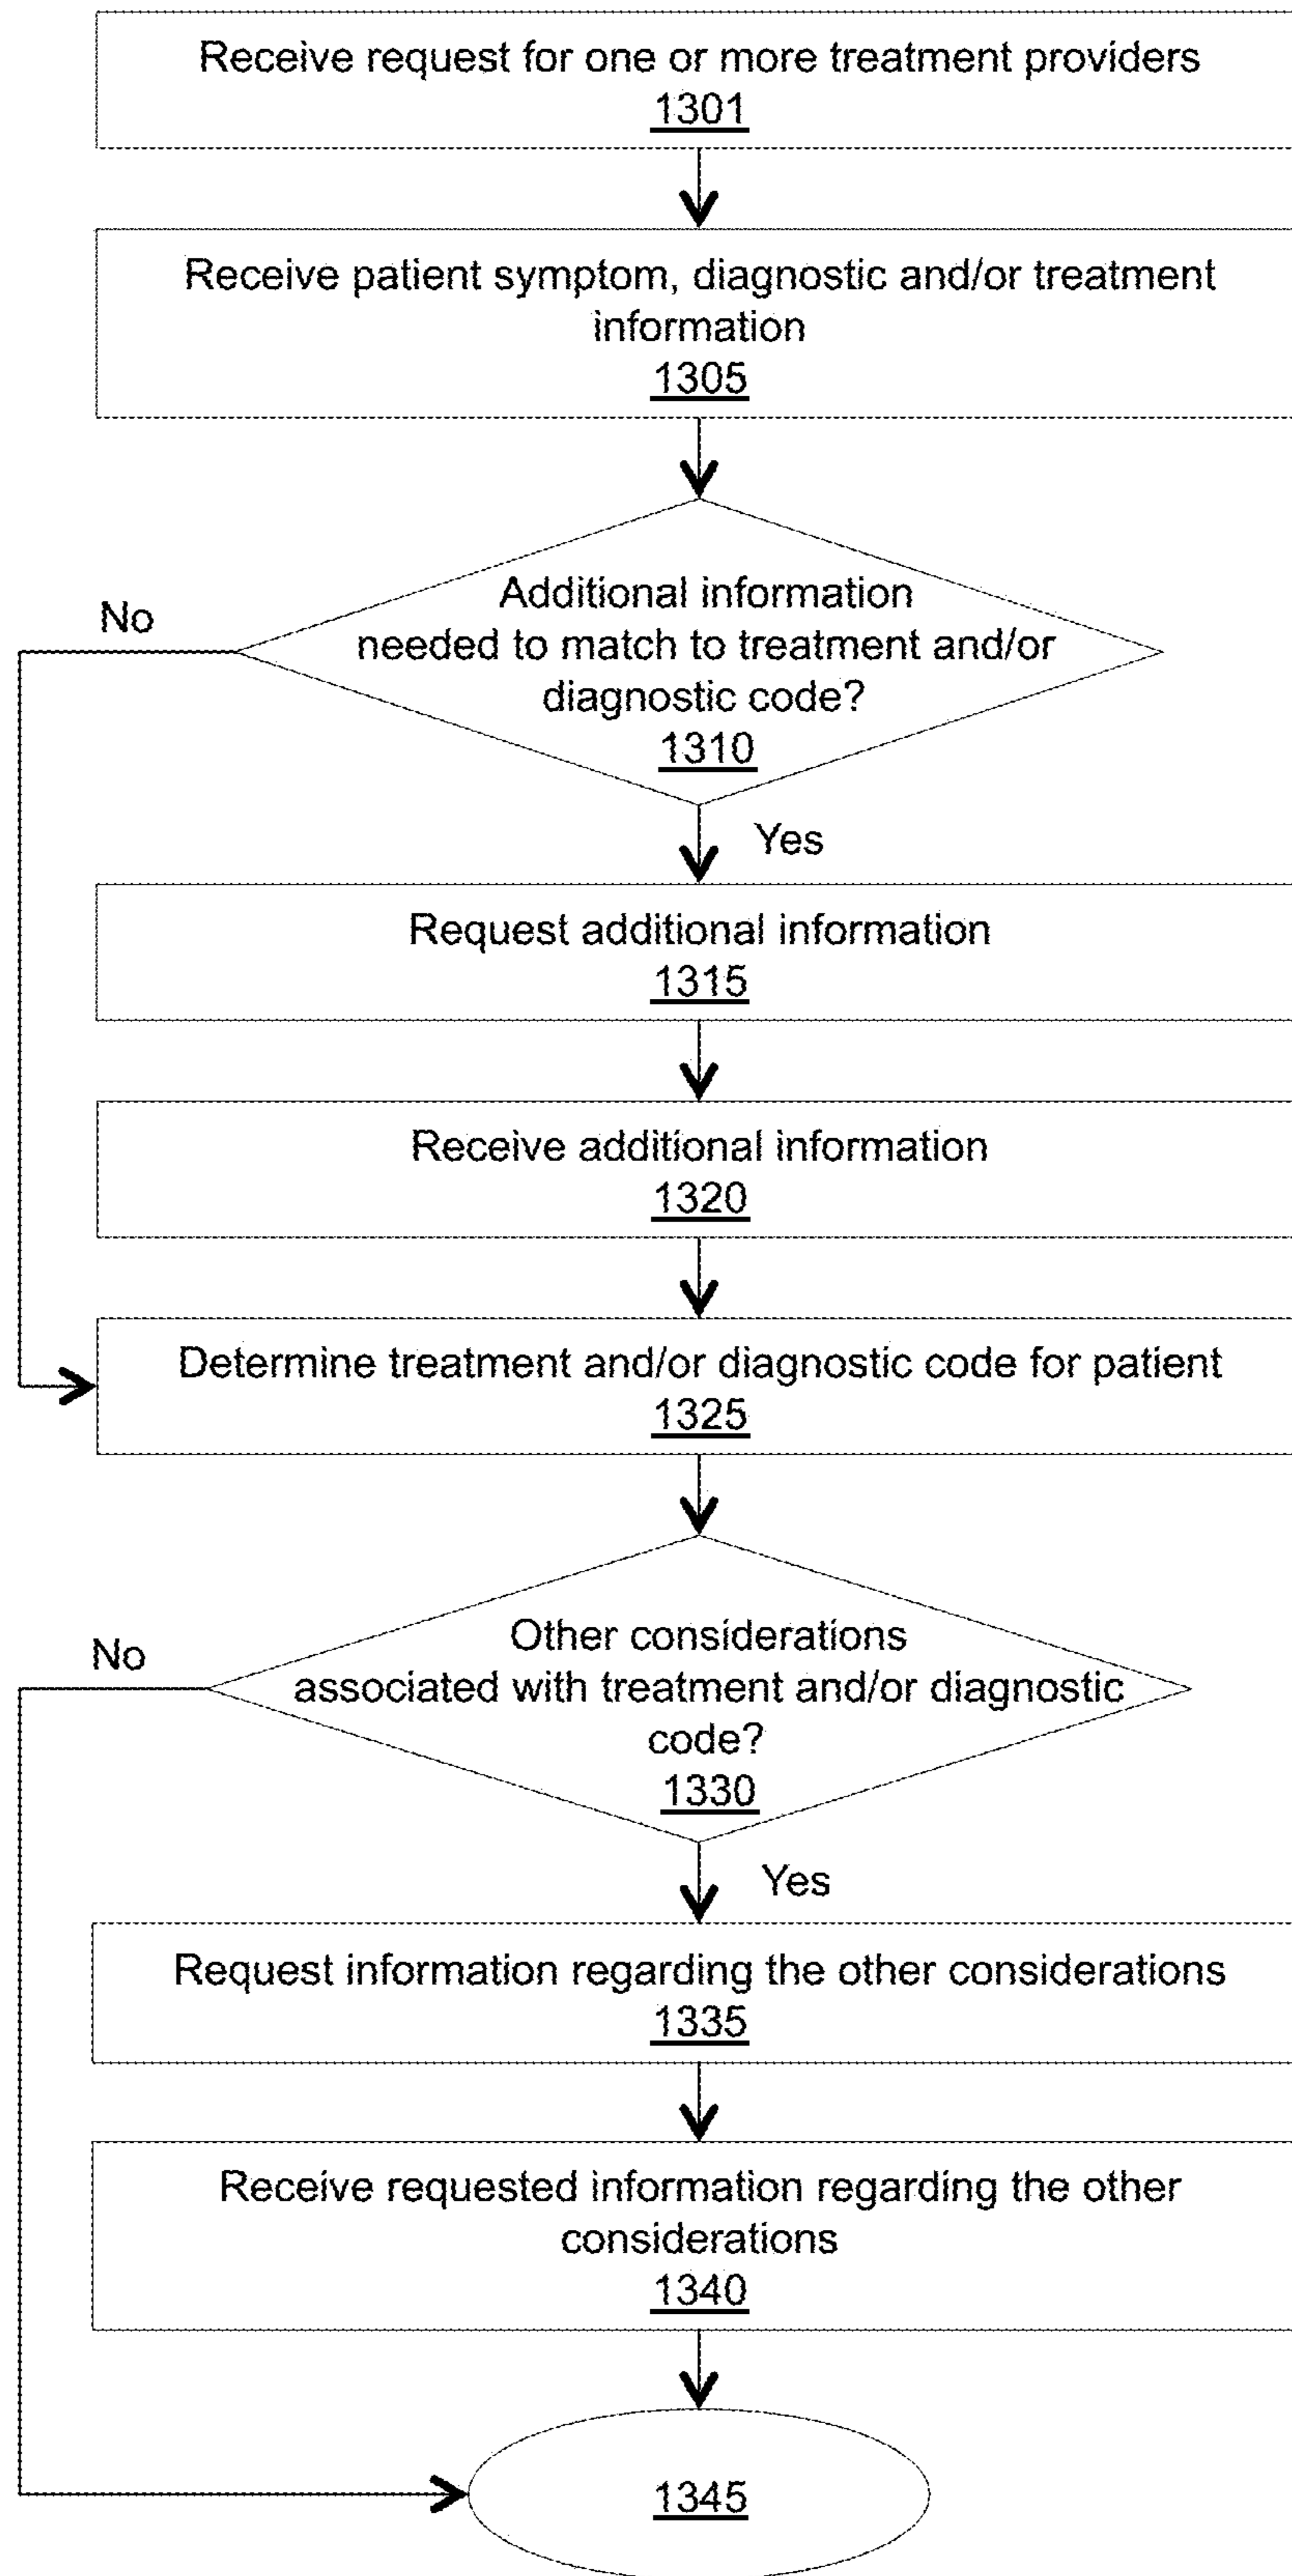 Receive request for one or more treatment providers
1301
Receive patient symptom, diagnostic and/or treatment
information
1305
Additional information
needed to match to treatment and/or
diagnostic code?
1310
No
Yes
Request additional information
1315
Receive additional information
1320
Determine treatment and/or diagnostic code for patient
1325
Other considerations
associated with treatment and/or diagnostic
code?
1330
No
Yes
Request information regarding the other considerations
1335
Receive requested information regarding the other
considerations
1340
1345